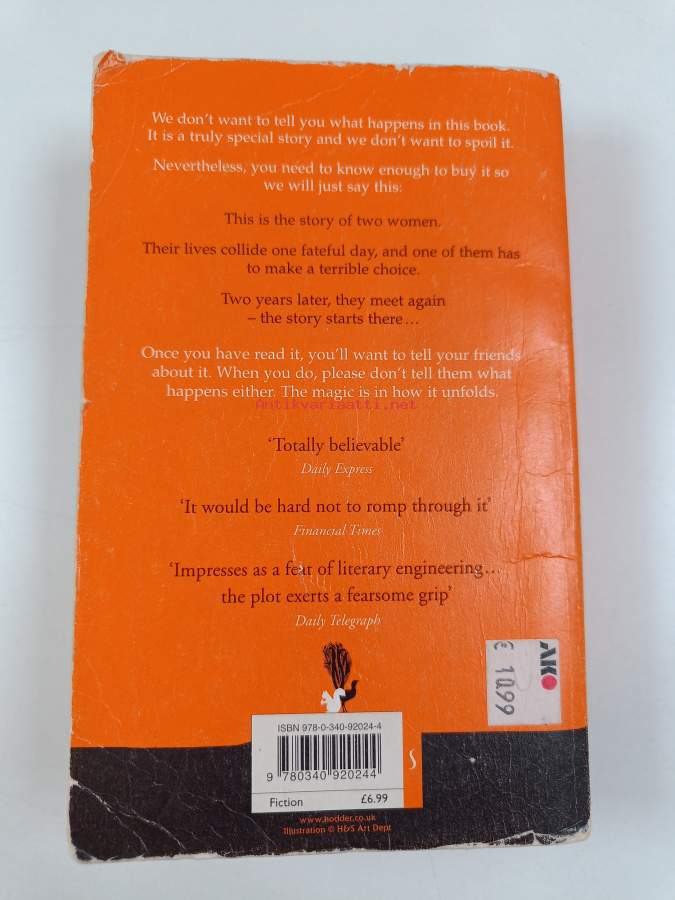 We don't want to tell you what happens in this book.
It is a truly special story and we don't want to spoil it.
Nevertheless, you need to know enough to buy it so
we will just say this:
This is the story of two women.
Their lives collide one fateful day, and one of them has
to make a terrible choice.
Two years later, they meet again
– the story starts there…
Once you have read it, you'll want to tell your friends
about it. When you do, please don't tell them what
happens either. The magic is in how it unfolds.
Antikvariaatti.net
'Totally believable'
Daily Express
'It would be hard not to romp through it'
Financial Times
'Impresses as a feat of literary engineering…
the plot exerts a fearsome grip'
Daily Telegraph
AKO
€ 10.99
ISBN 978-0-340-92024-4
9 780340 920244
S
Fiction £6.99
www.hodder.co.uk
Illustration © H&S Art Dept